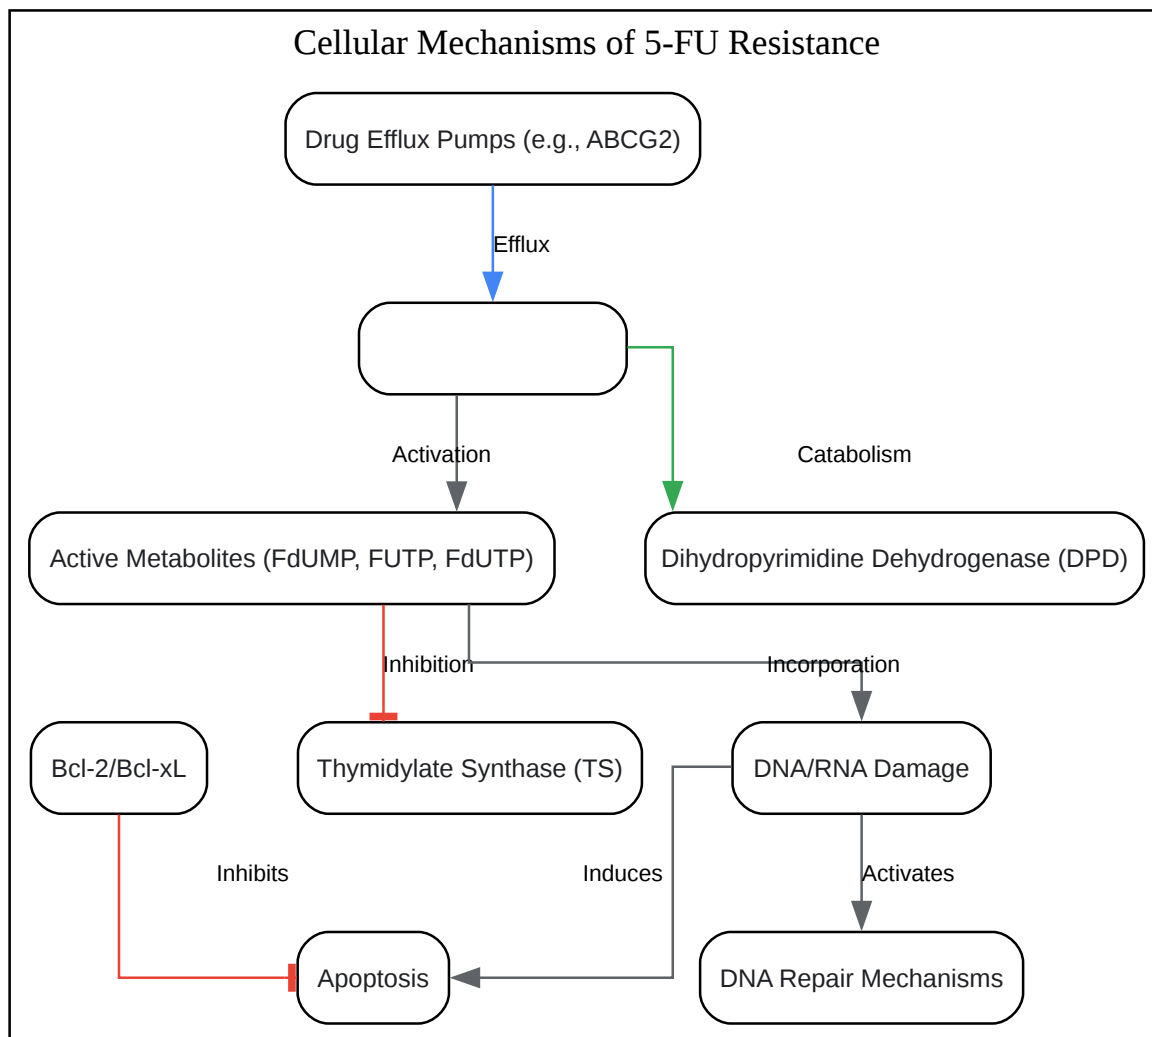 Cellular Mechanisms of 5-FU Resistance
Drug Efflux Pumps (e.g., ABCG2)
Efflux
Activation
Catabolism
Active Metabolites (FdUMP, FUTP, FdUTP)
Dihydropyrimidine Dehydrogenase (DPD)
Inhibition
Incorporation
Bcl-2/Bcl-xL
Thymidylate Synthase (TS)
DNA/RNA Damage
Inhibits
Induces
Activates
Apoptosis
DNA Repair Mechanisms